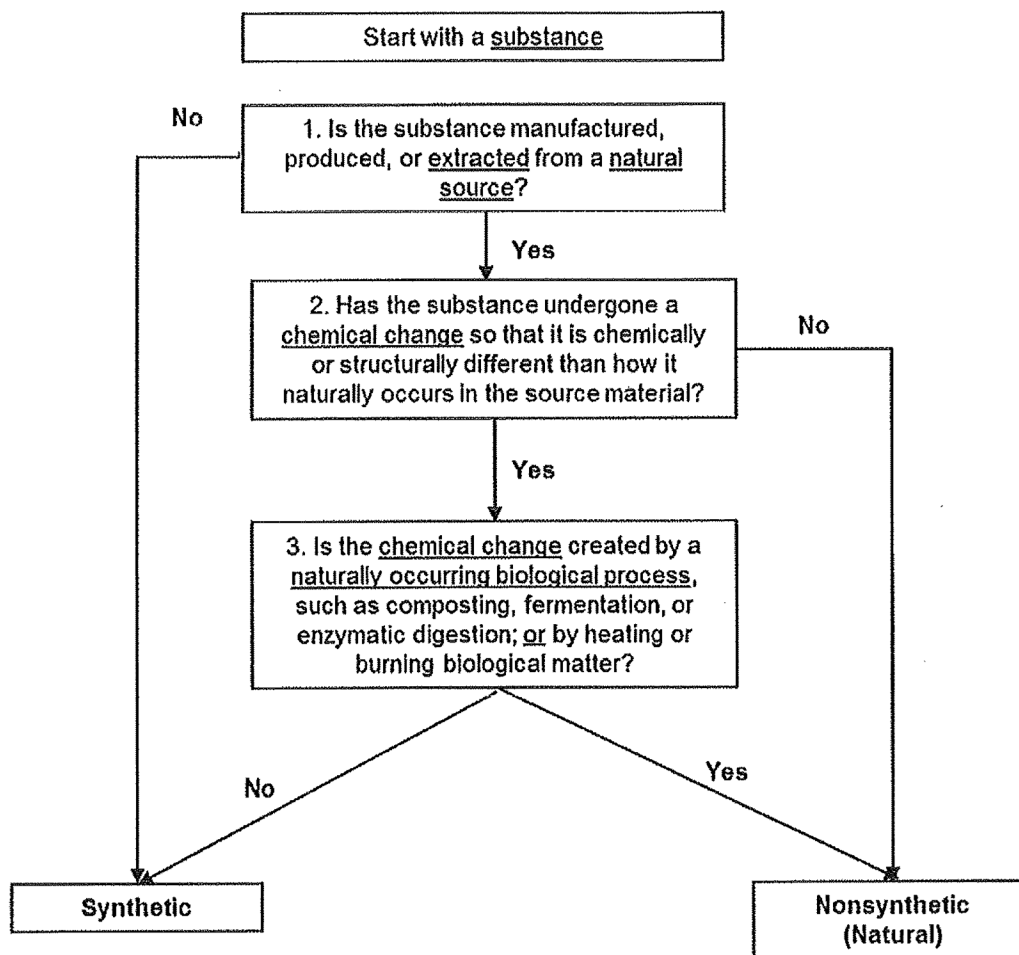 Start with a substance
No
1. Is the substance manufactured,
produced, or extracted from a natural
source?
Yes
2. Has the substance undergone a
chemical change so that it is chemically
or structurally different than how it
naturally occurs in the source material?
No
Yes
3. Is the chemical change created by a
naturally occurring biological process,
such as composting, fermentation, or
enzymatic digestion; or by heating or
burning biological matter?
No
Yes
Synthetic
Nonsynthetic
(Natural)